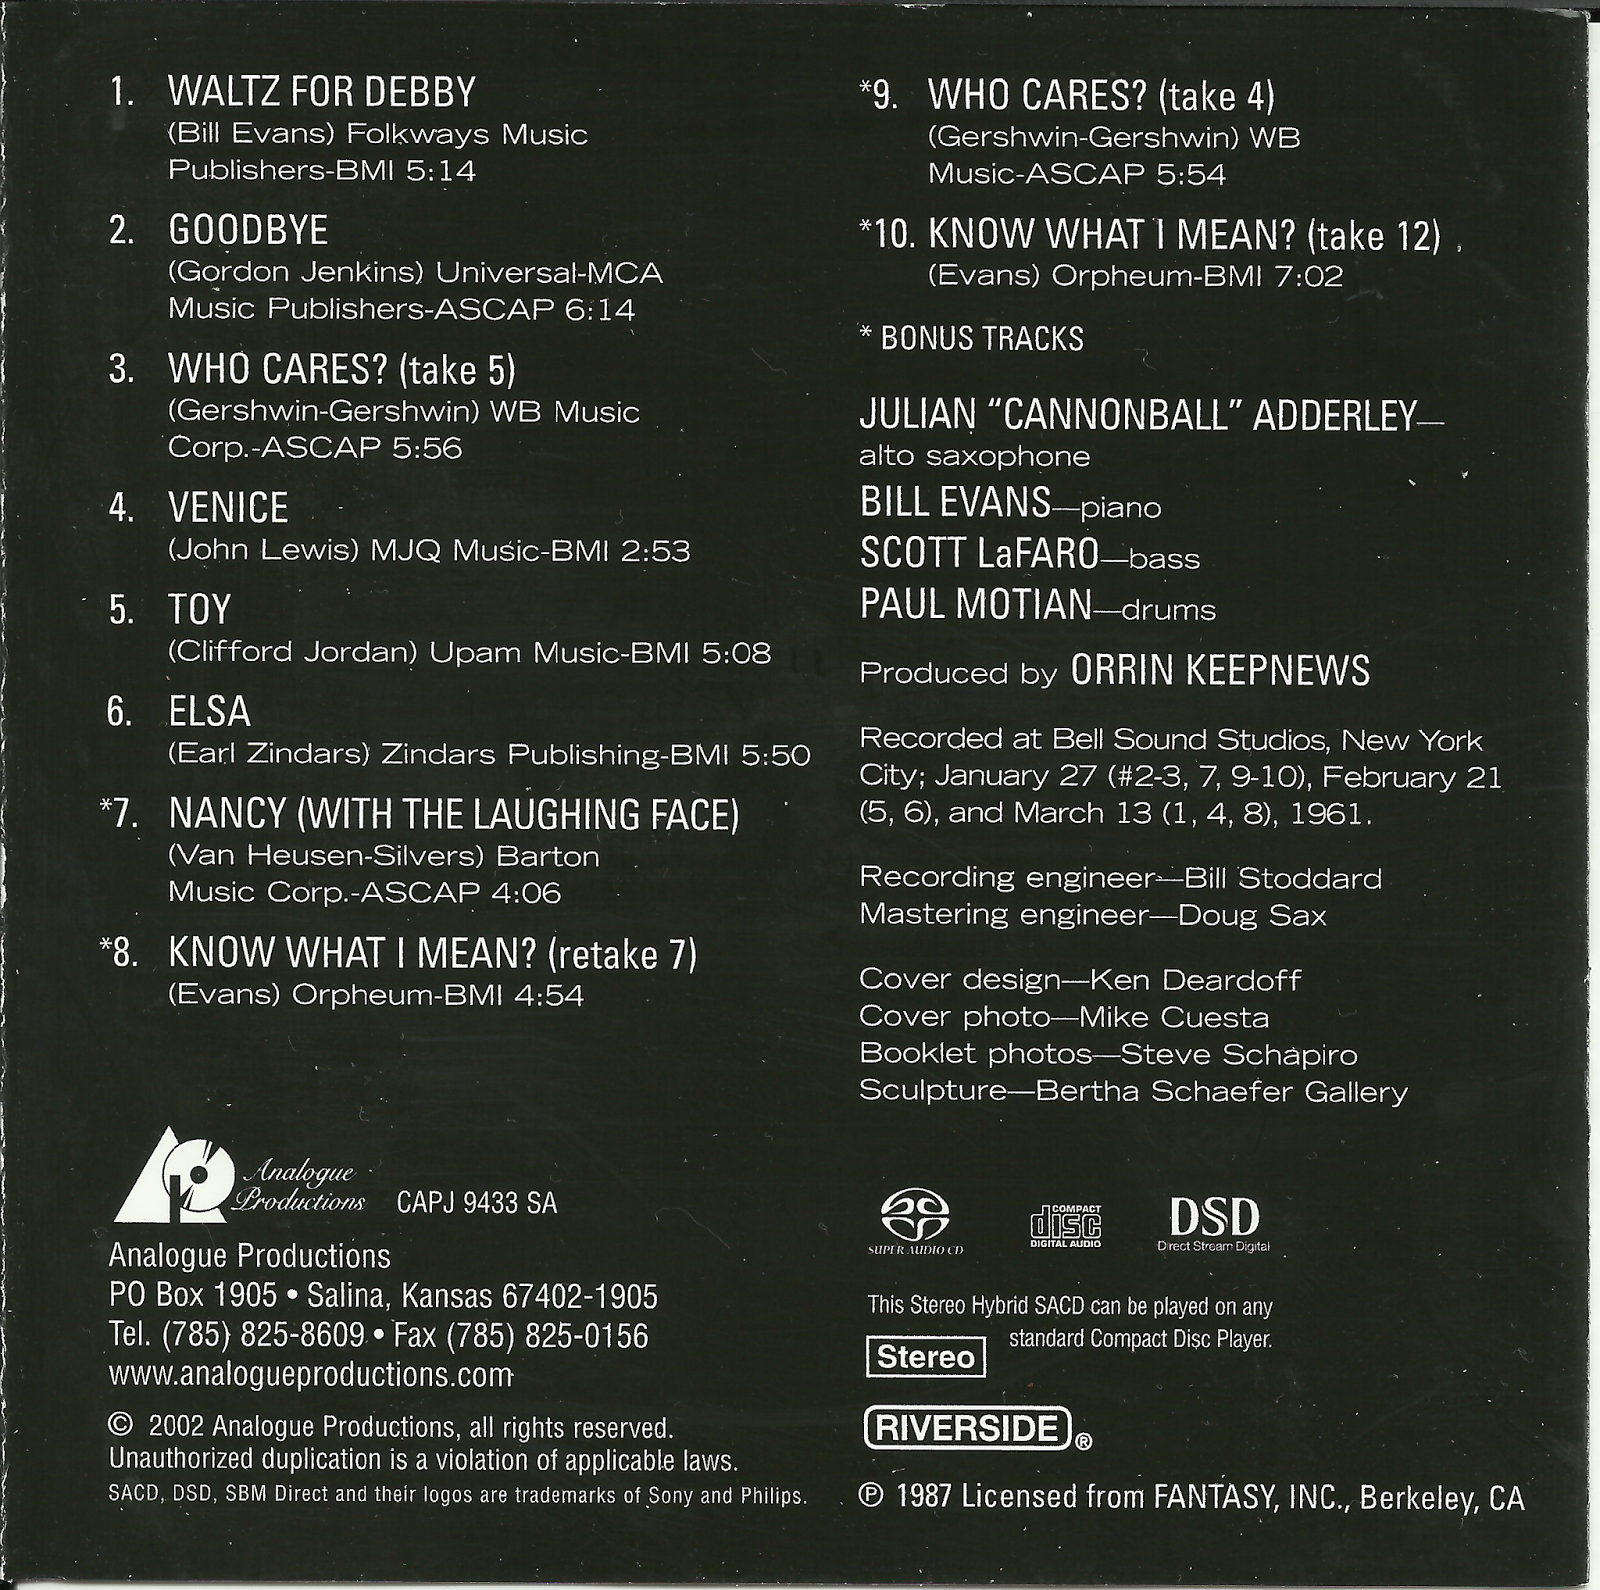 1. WALTZ FOR DEBBY
(Bill Evans) Folkways Music
Publishers-BMI 5:14
2. GOODBYE
(Gordon Jenkins) Universal-MCA
Music Publishers-ASCAP 6:14
3. WHO CARES? (take 5)
(Gershwin-Gershwin) WB Music
Corp.-ASCAP 5:56
4. VENICE
(John Lewis) MJQ Music-BMI 2:53
5. TOY
(Clifford Jordan) Upam Music-BMI 5:08
6. ELSA
(Earl Zindars) Zindars Publishing-BMI 5:50
*7. NANCY (WITH THE LAUGHING FACE)
(Van Heusen-Silvers) Barton
Music Corp.-ASCAP 4:06
*8. KNOW WHAT I MEAN? (retake 7)
(Evans) Orpheum-BMI 4:54
*9. WHO CARES? (take 4)
(Gershwin-Gershwin) WB
Music-ASCAP 5:54
*10. KNOW WHAT I MEAN? (take 12)
(Evans) Orpheum-BMI 7:02
* BONUS TRACKS
JULIAN “CANNONBALL” ADDERLEY—
alto saxophone
BILL EVANS—piano
SCOTT LaFARO—bass
PAUL MOTIAN—drums
Produced by ORRIN KEEPNEWS
Recorded at Bell Sound Studios, New York
City; January 27 (#2-3, 7, 9-10), February 21
(5, 6), and March 13 (1, 4, 8), 1961.
Recording engineer—Bill Stoddard
Mastering engineer—Doug Sax
Cover design—Ken Deardoff
Cover photo—Mike Cuesta
Booklet photos—Steve Schapiro
Sculpture—Bertha Schaefer Gallery
Analogue
Productions CAPJ 9433 SA
Analogue Productions
PO Box 1905 • Salina, Kansas 67402-1905
Tel. (785) 825-8609 • Fax (785) 825-0156
www.analogueproductions.com
© 2002 Analogue Productions, all rights reserved.
Unauthorized duplication is a violation of applicable laws.
SACD, DSD, SBM Direct and their logos are trademarks of Sony and Philips.
SUPER AUDIO CD
COMPACT
disc
DIGITAL AUDIO
DSD
Direct Stream Digital
This Stereo Hybrid SACD can be played on any
standard Compact Disc Player.
Stereo
RIVERSIDE®
℗ 1987 Licensed from FANTASY, INC., Berkeley, CA